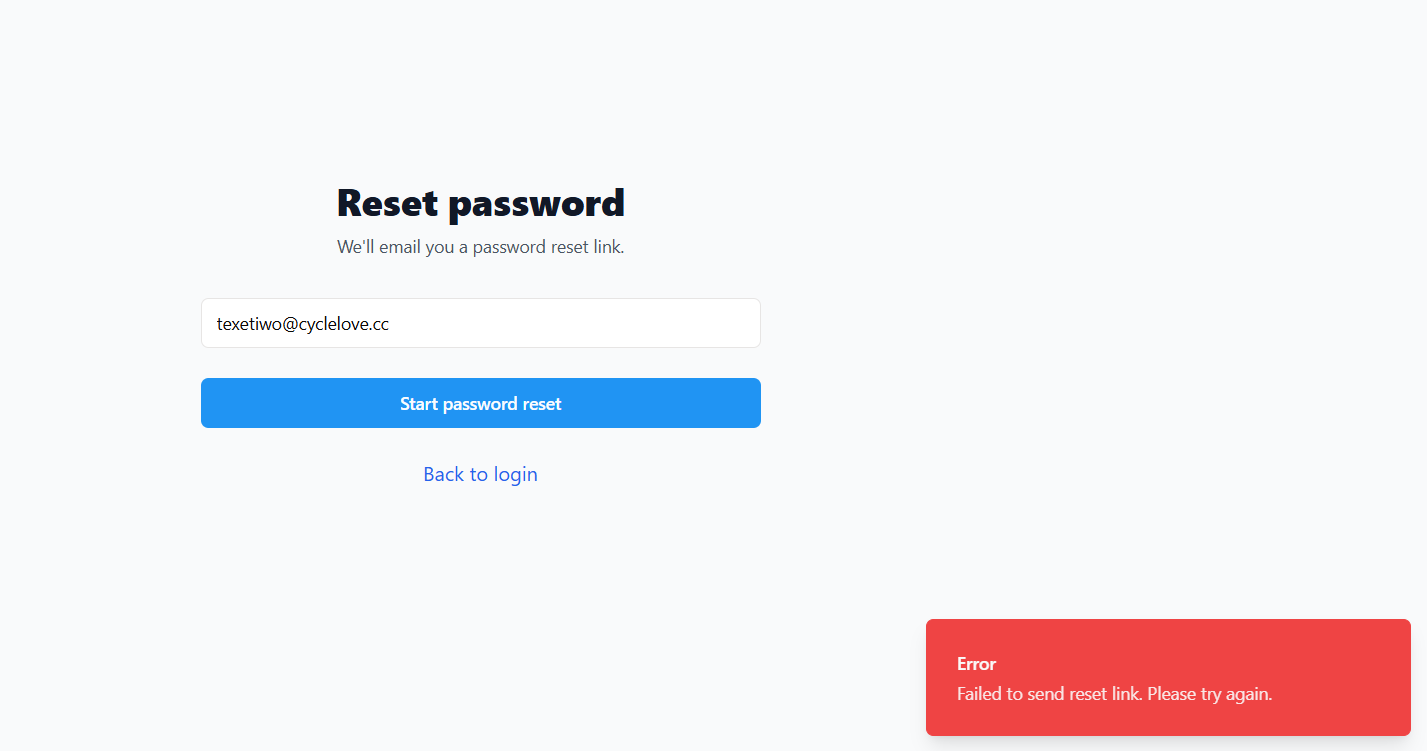 Reset password
We'll email you a password reset link.
texetiwo@cyclelove.cc
Start password reset
Back to login
Error
Failed to send reset link. Please try again.